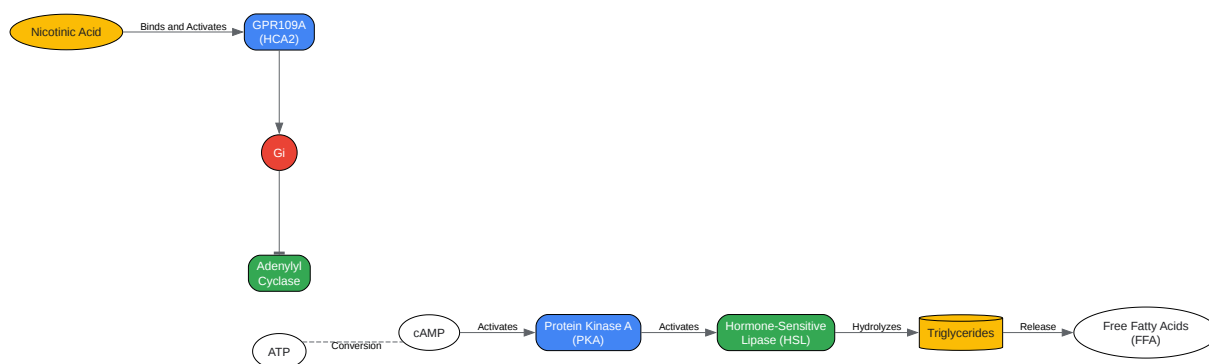 Nicotinic Acid
Binds and Activates
GPR109A
(HCA2)
Gi
Adenylyl
Cyclase
ATP
Conversion
cAMP
Activates
Protein Kinase A
(PKA)
Activates
Hormone-Sensitive
Lipase (HSL)
Hydrolyzes
Triglycerides
Release
Free Fatty Acids
(FFA)